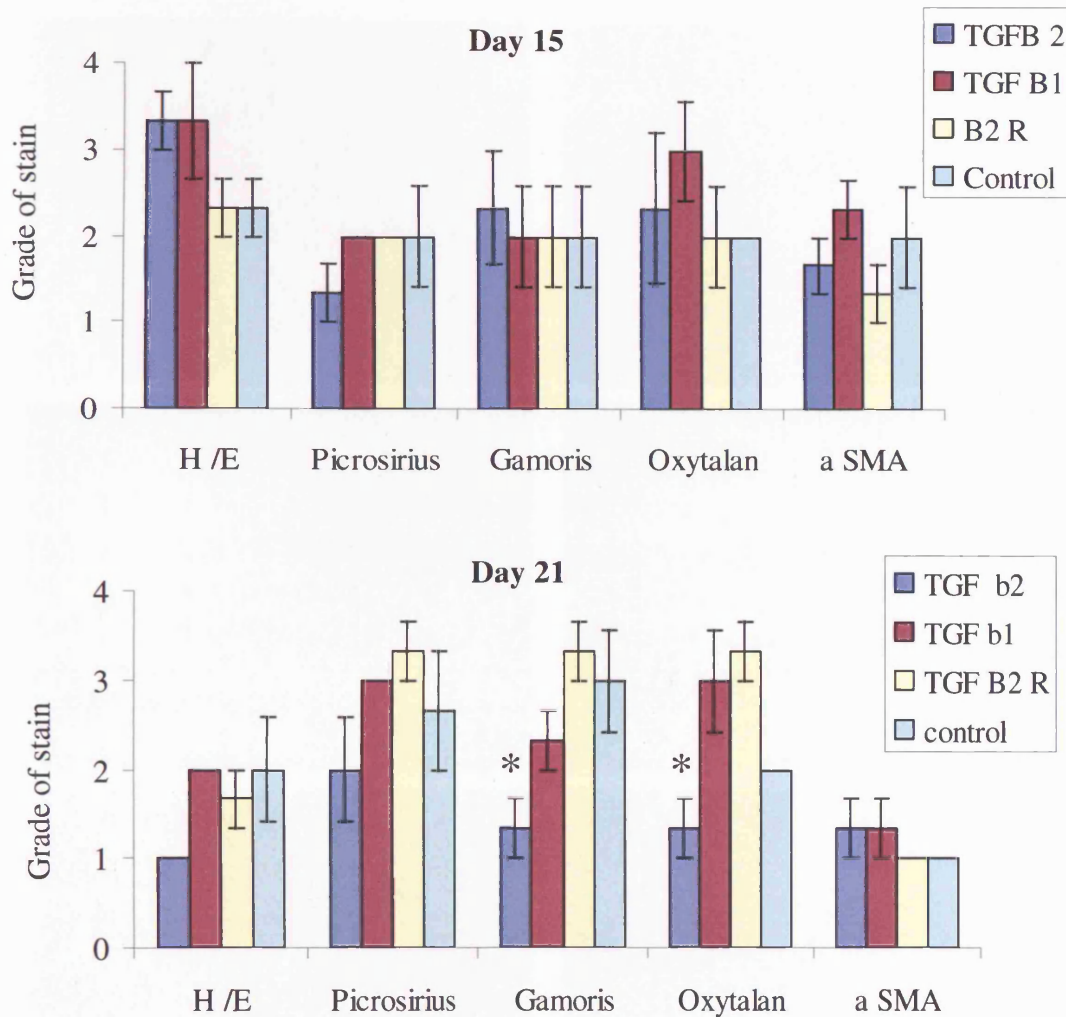 Day 15
TGFB 2
TGF B1
B2 R
Control
Grade of stain
4
3
2
1
0
H /E Picrosirius Gamoris Oxytalan a SMA
Day 21
TGF b2
TGF b1
TGF B2 R
control
Grade of stain
4
3
2
1
0
* *
H /E Picrosirius Gamoris Oxytalan a SMA